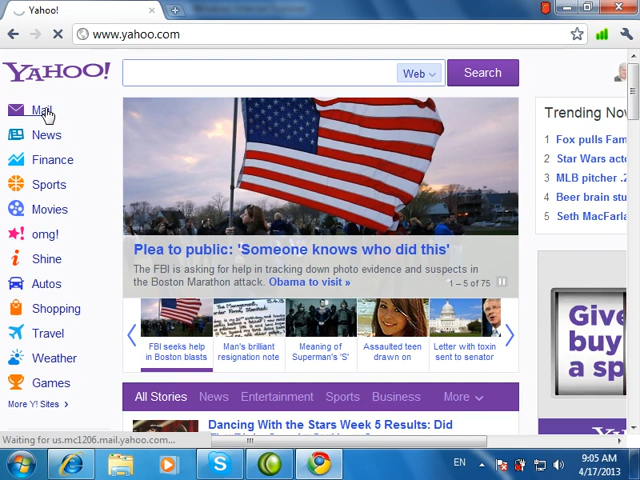 Yahoo!
www.yahoo.com
YAHOO!
Web
Search
Mail
News
Finance
Sports
Movies
omg!
Shine
Autos
Shopping
Travel
Weather
Games
More Y! Sites >
Plea to public: 'Someone knows who did this'
The FBI is asking for help in tracking down photo evidence and suspects in
the Boston Marathon attack. Obama to visit »
1 – 5 of 75
FBI seeks help
in Boston blasts
Man's brilliant
resignation note
Meaning of
Superman's 'S'
Assaulted teen
drawn on
Letter with toxin
sent to senator
All Stories News Entertainment Sports Business More
Dancing With the Stars Week 5 Results: Did
Trending Now
1 Fox pulls Fam
2 Star Wars acto
3 MLB pitcher .2
4 Beer brain stu
5 Seth MacFarla
Give
buy
a sp
Waiting for us.mc1206.mail.yahoo.com...
EN
9:05 AM
4/17/2013